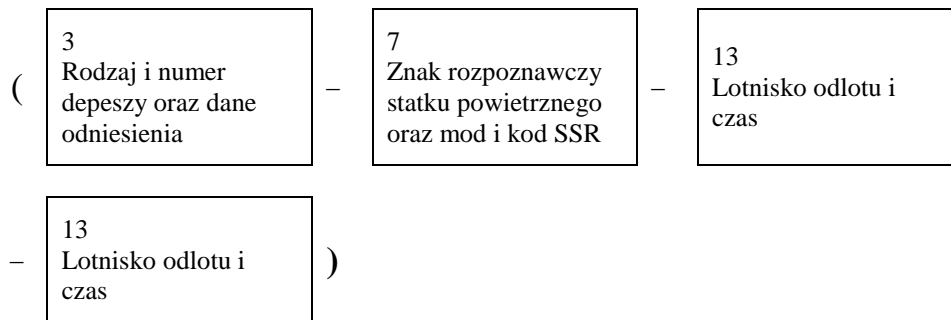 ( 3 – 7 – 13
Rodzaj i numer
depeszy oraz dane
odniesienia
Znak rozpoznawczy
statku powietrznego
oraz mod i kod SSR
Lotnisko odlotu i
czas
– 13 )
Lotnisko odlotu i
czas